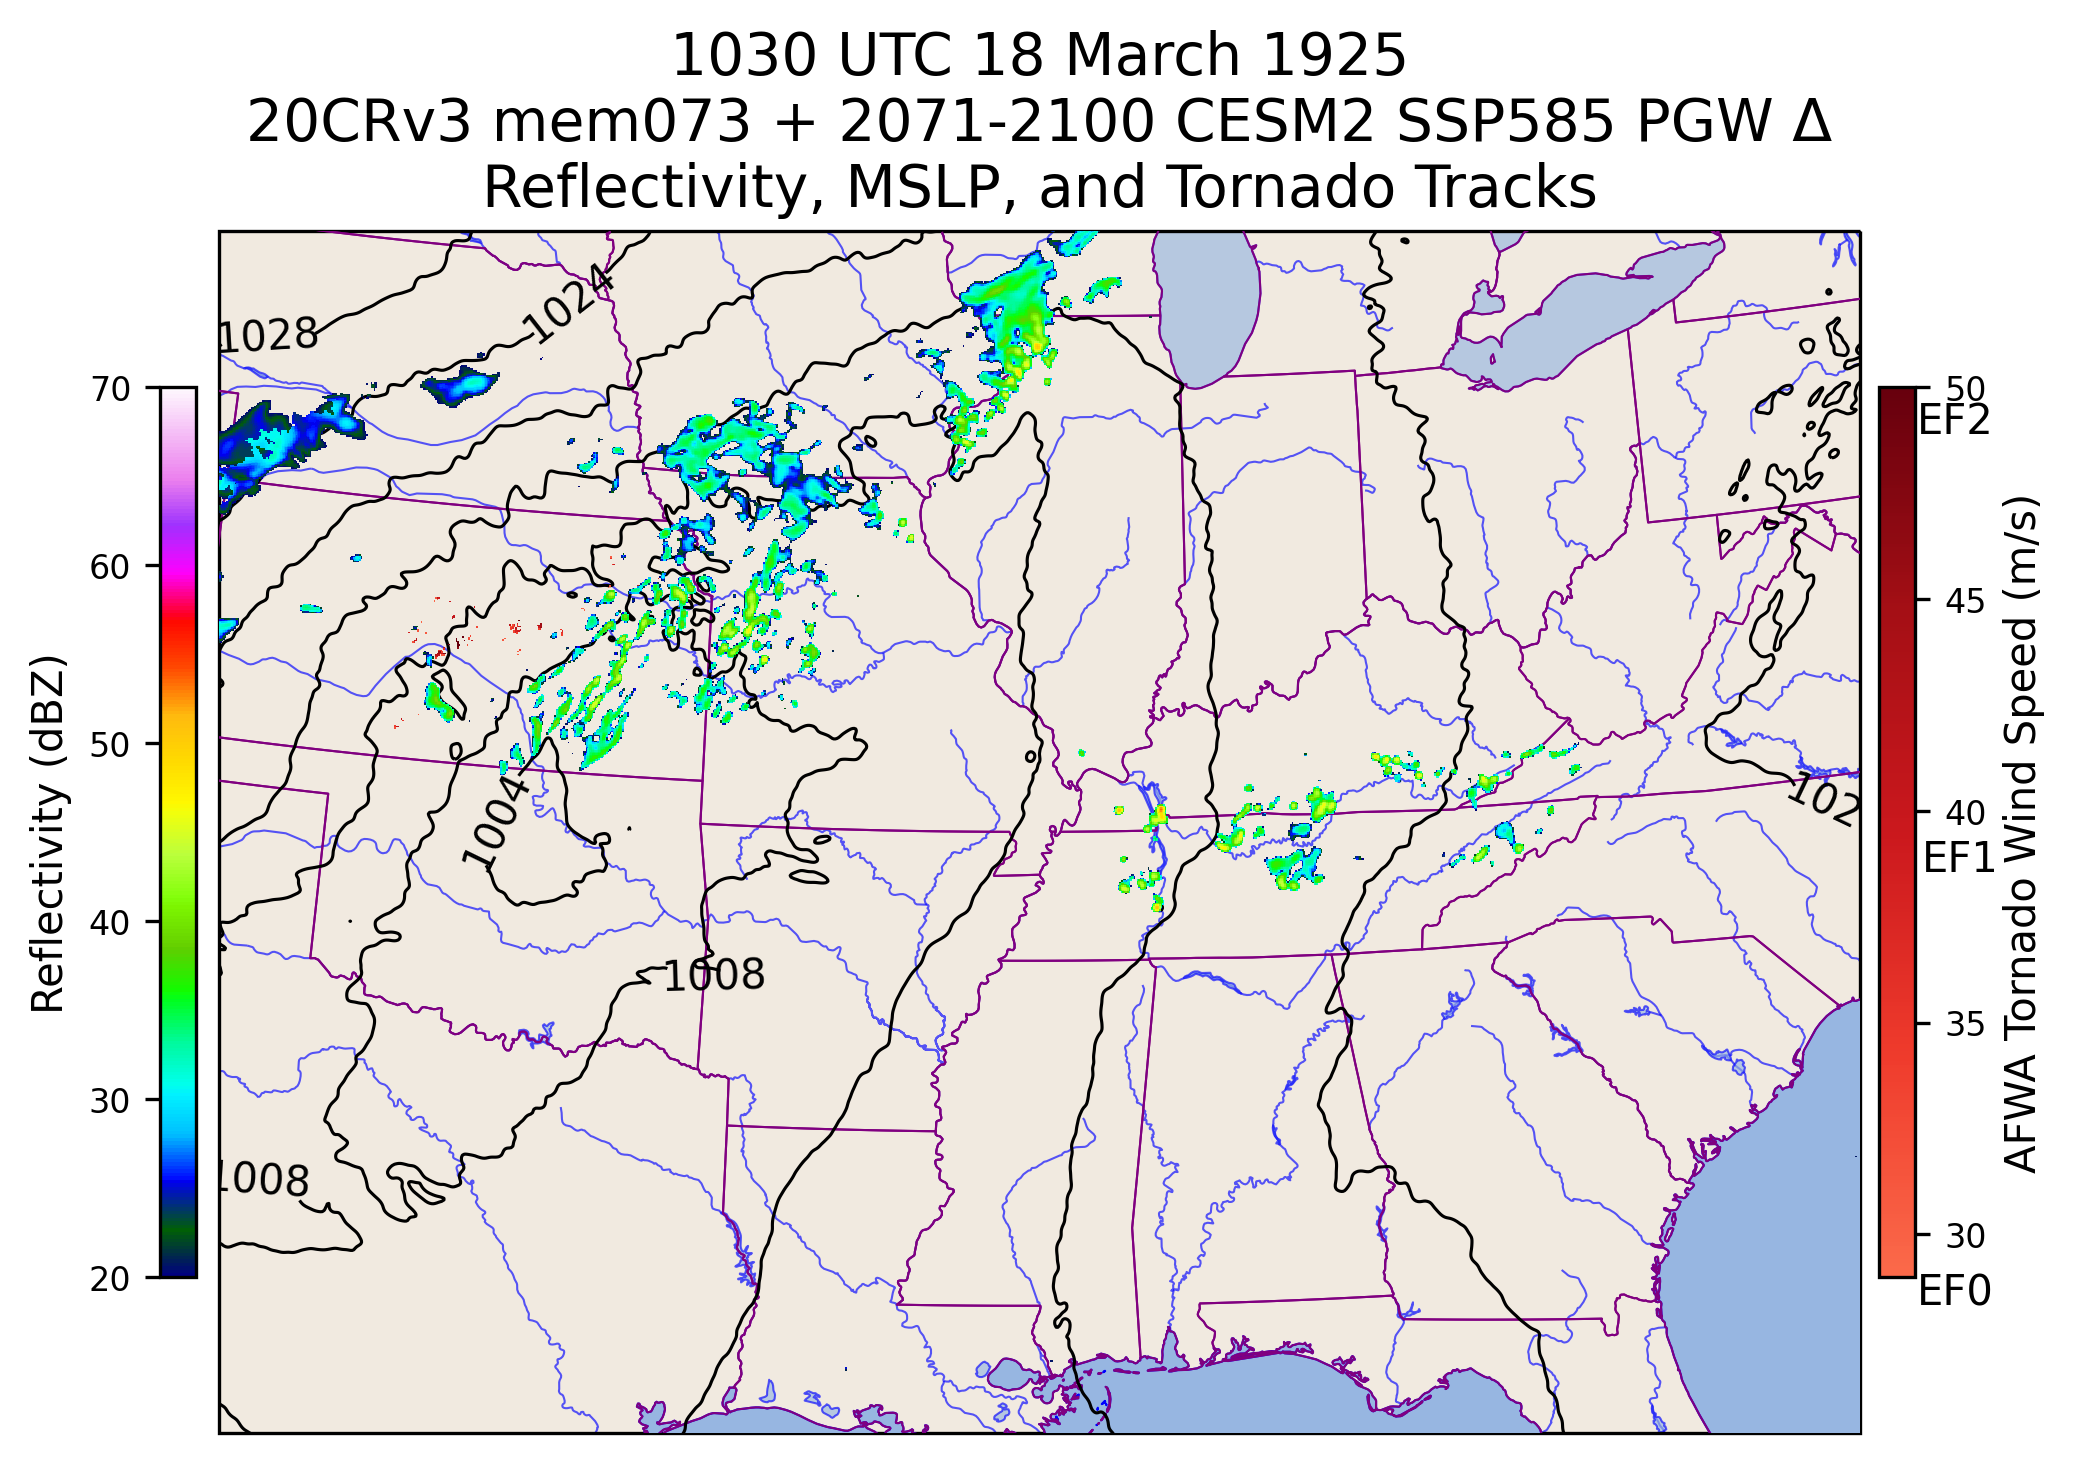 1030 UTC 18 March 1925
20CRv3 mem073 + 2071-2100 CESM2 SSP585 PGW Δ
Reflectivity, MSLP, and Tornado Tracks
1028
1024
1004
1008
1008
102
Reflectivity (dBZ)
70
60
50
40
30
20
50
EF2
45
40
EF1
35
30
EF0
AFWA Tornado Wind Speed (m/s)